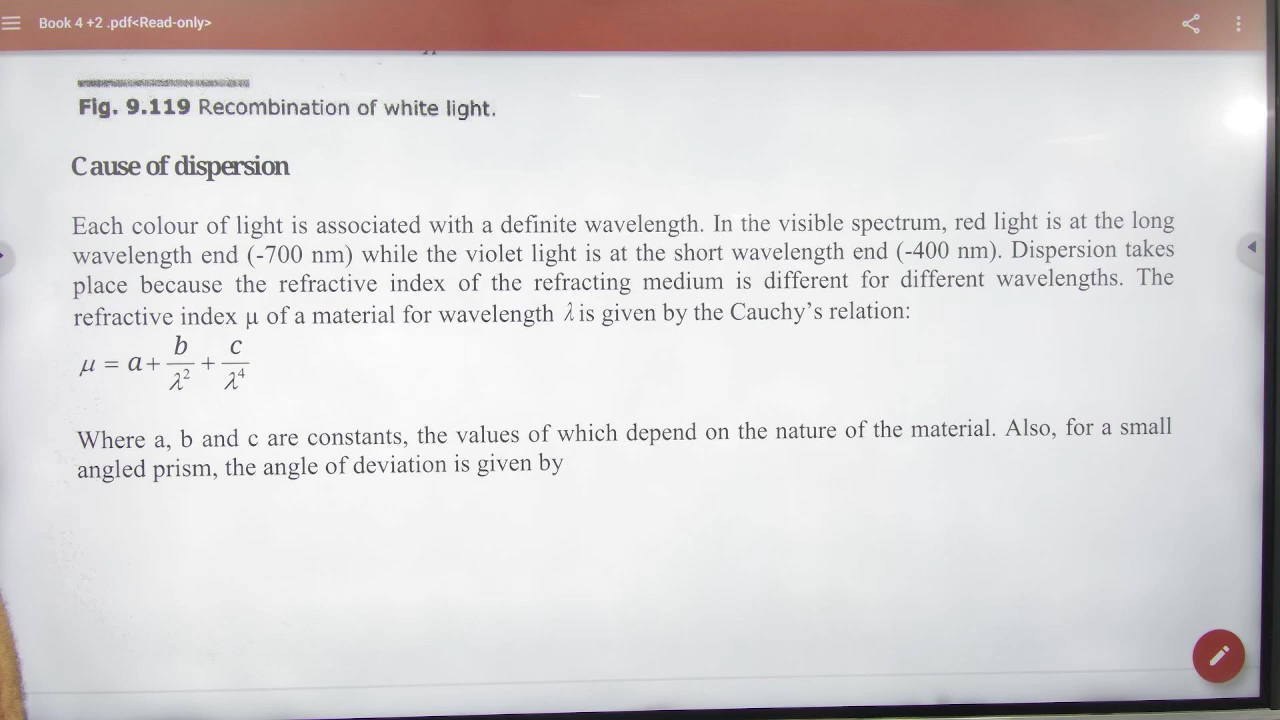 Book 4 +2 .pdf<Read-only>
Fig. 9.119 Recombination of white light.
Cause of dispersion
Each colour of light is associated with a definite wavelength. In the visible spectrum, red light is at the long
wavelength end (-700 nm) while the violet light is at the short wavelength end (-400 nm). Dispersion takes
place because the refractive index of the refracting medium is different for different wavelengths. The
refractive index μ of a material for wavelength λ is given by the Cauchy's relation:
μ = a + b/λ² + c/λ⁴
Where a, b and c are constants, the values of which depend on the nature of the material. Also, for a small
angled prism, the angle of deviation is given by